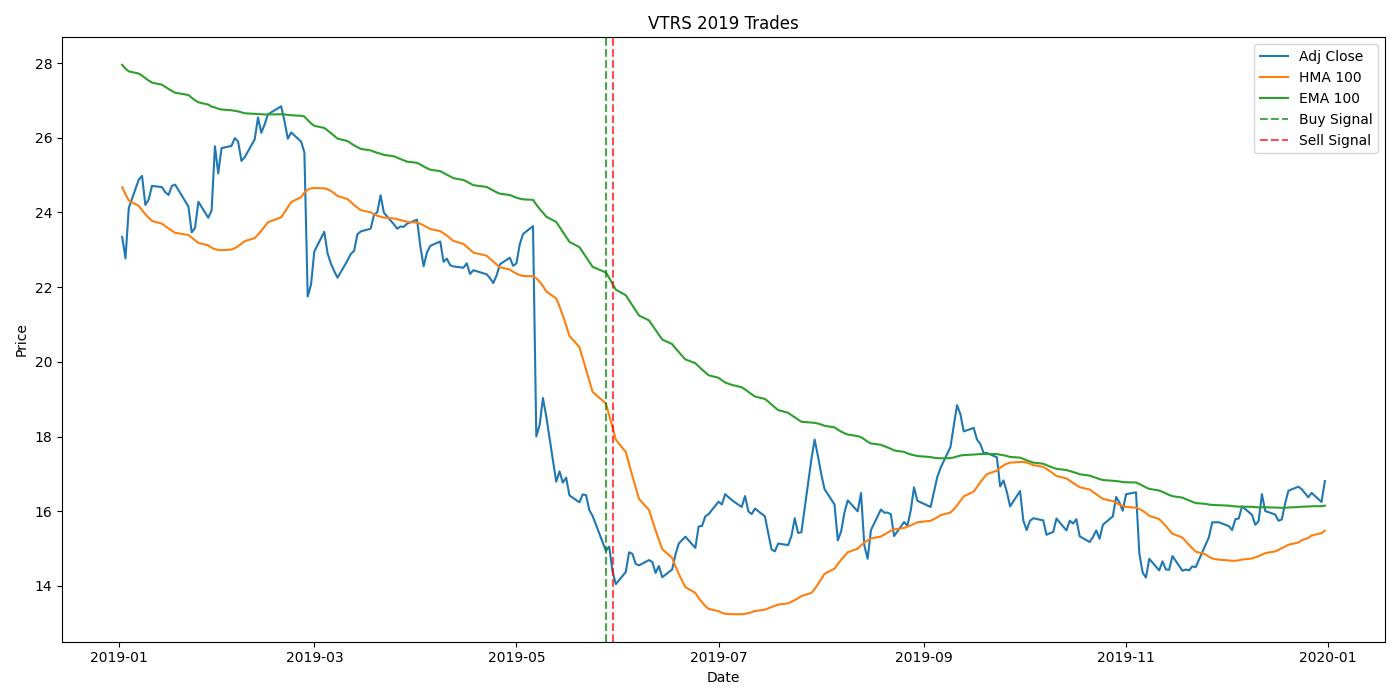 VTRS 2019 Trades
Adj Close
HMA 100
EMA 100
Buy Signal
Sell Signal
Price
28
26
24
22
20
18
16
14
2019-01
2019-03
2019-05
2019-07
2019-09
2019-11
2020-01
Date